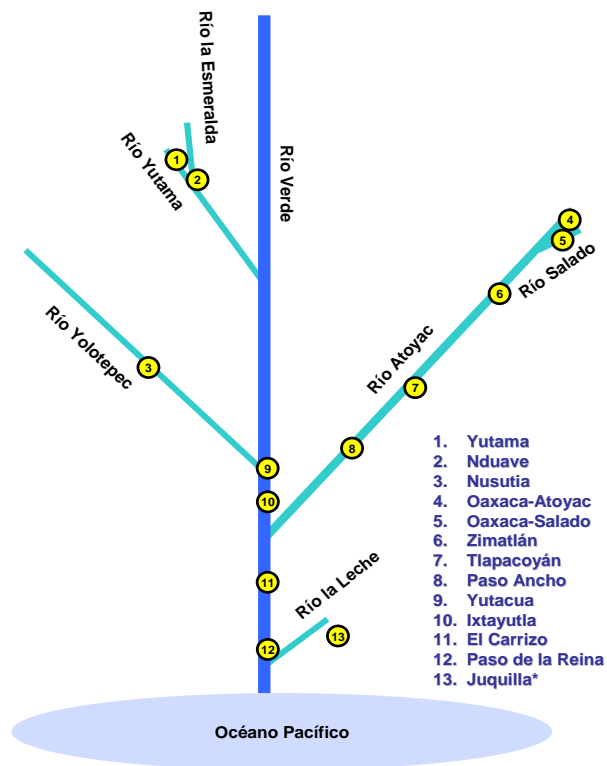 Río la Esmeralda
Río Verde
1
2
Río Yutama
4
5
Río Salado
6
Río Yolotepec
3
Río Atoyac
7
8
9
10
11
Río la Leche
12
13
1. Yutama
2. Nduave
3. Nusutia
4. Oaxaca-Atoyac
5. Oaxaca-Salado
6. Zimatlán
7. Tlapacoyán
8. Paso Ancho
9. Yutacua
10. Ixtayutla
11. El Carrizo
12. Paso de la Reina
13. Juquilla*
Océano Pacífico